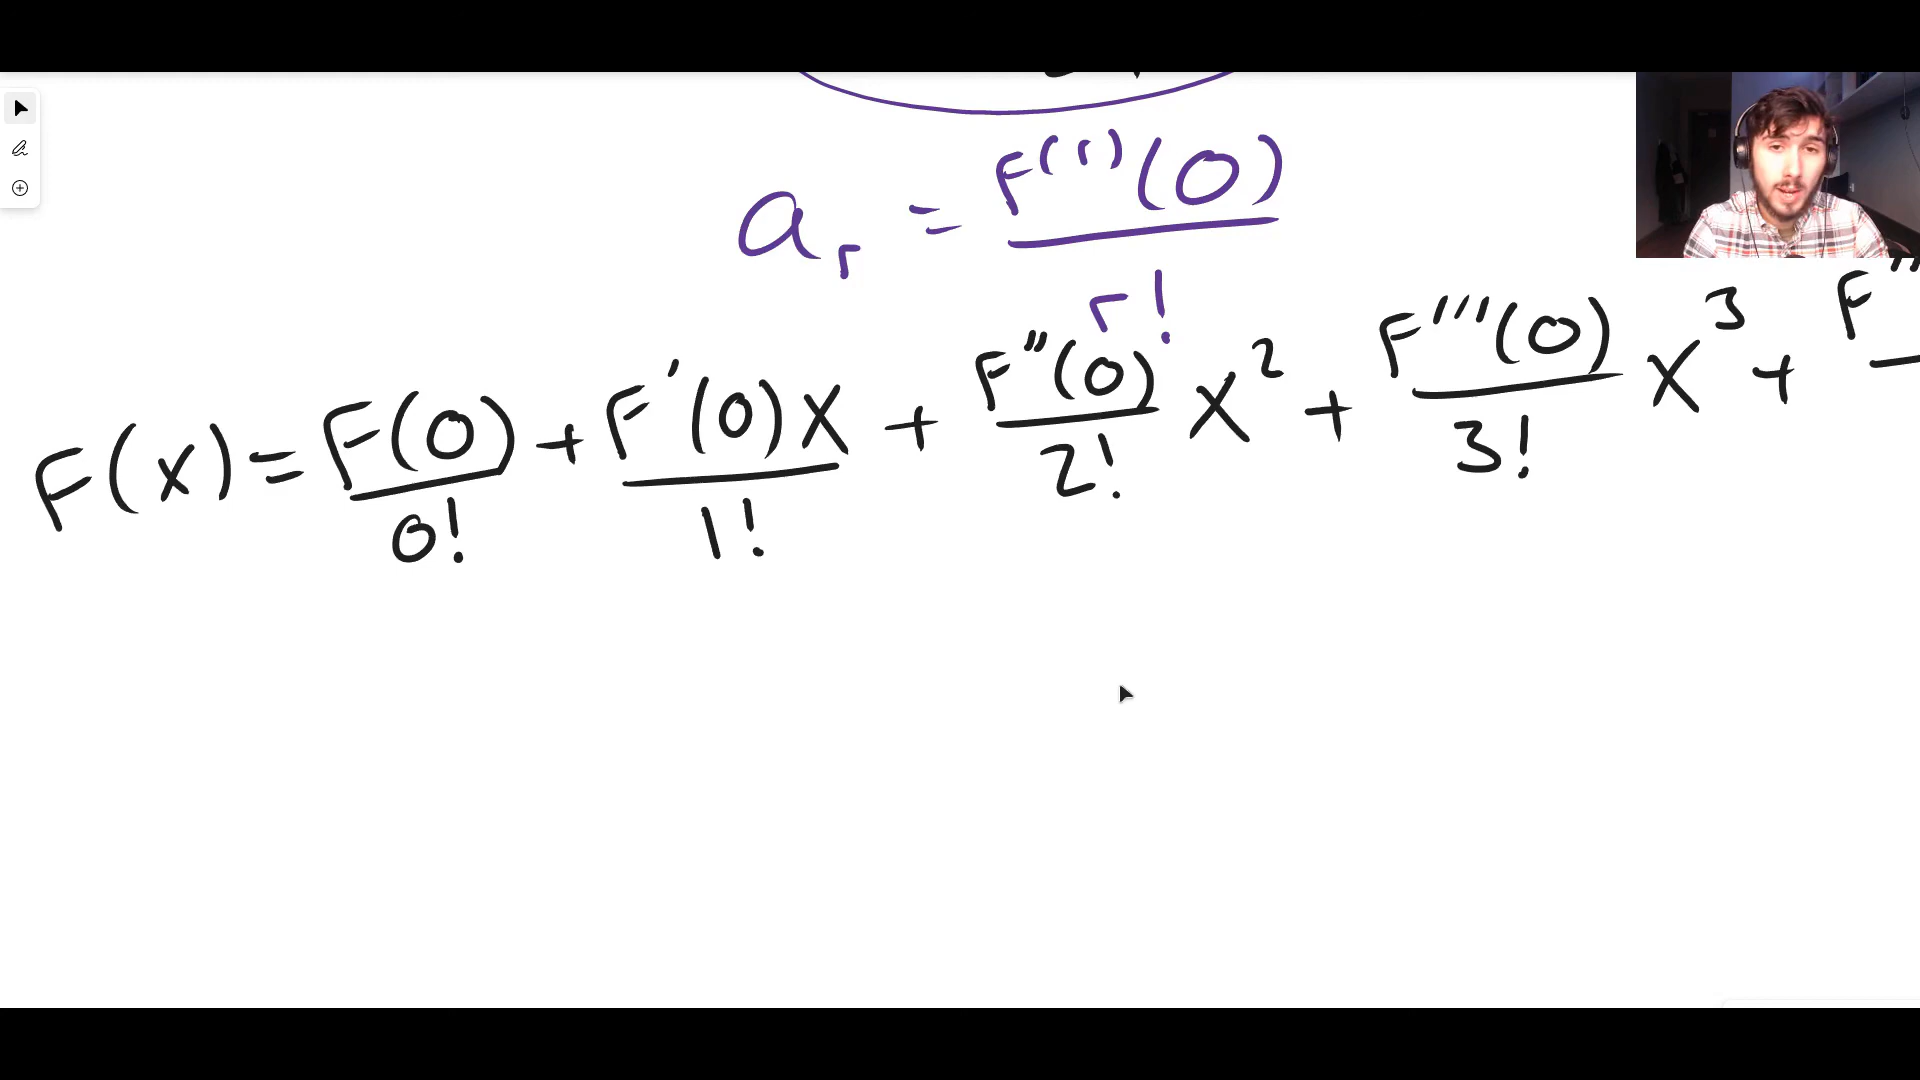 a_r = F^(r)(0) / r!
F(x) = F(0)/0! + F'(0)x/1! + F''(0)/2! x^2 + F'''(0)/3! x^3 + F''